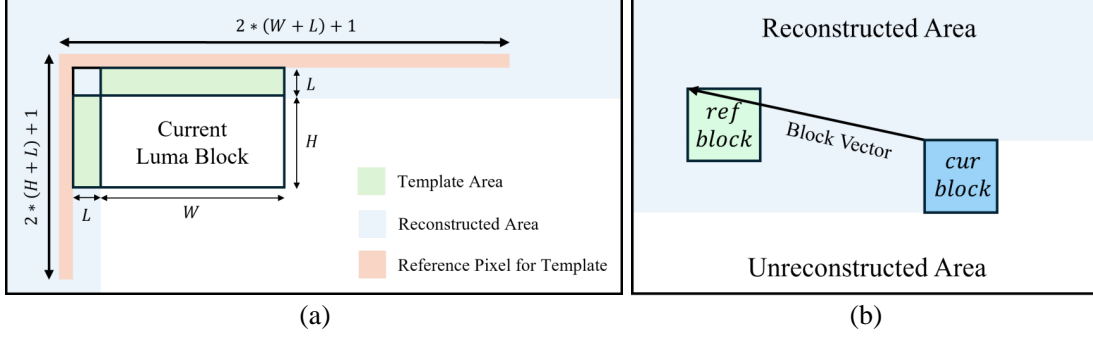 2 * (W + L) + 1
2 * (H + L) + 1
L
H
Current
Luma Block
L
W
Template Area
Reconstructed Area
Reference Pixel for Template
(a)
Reconstructed Area
ref
block
Block Vector
cur
block
Unreconstructed Area
(b)